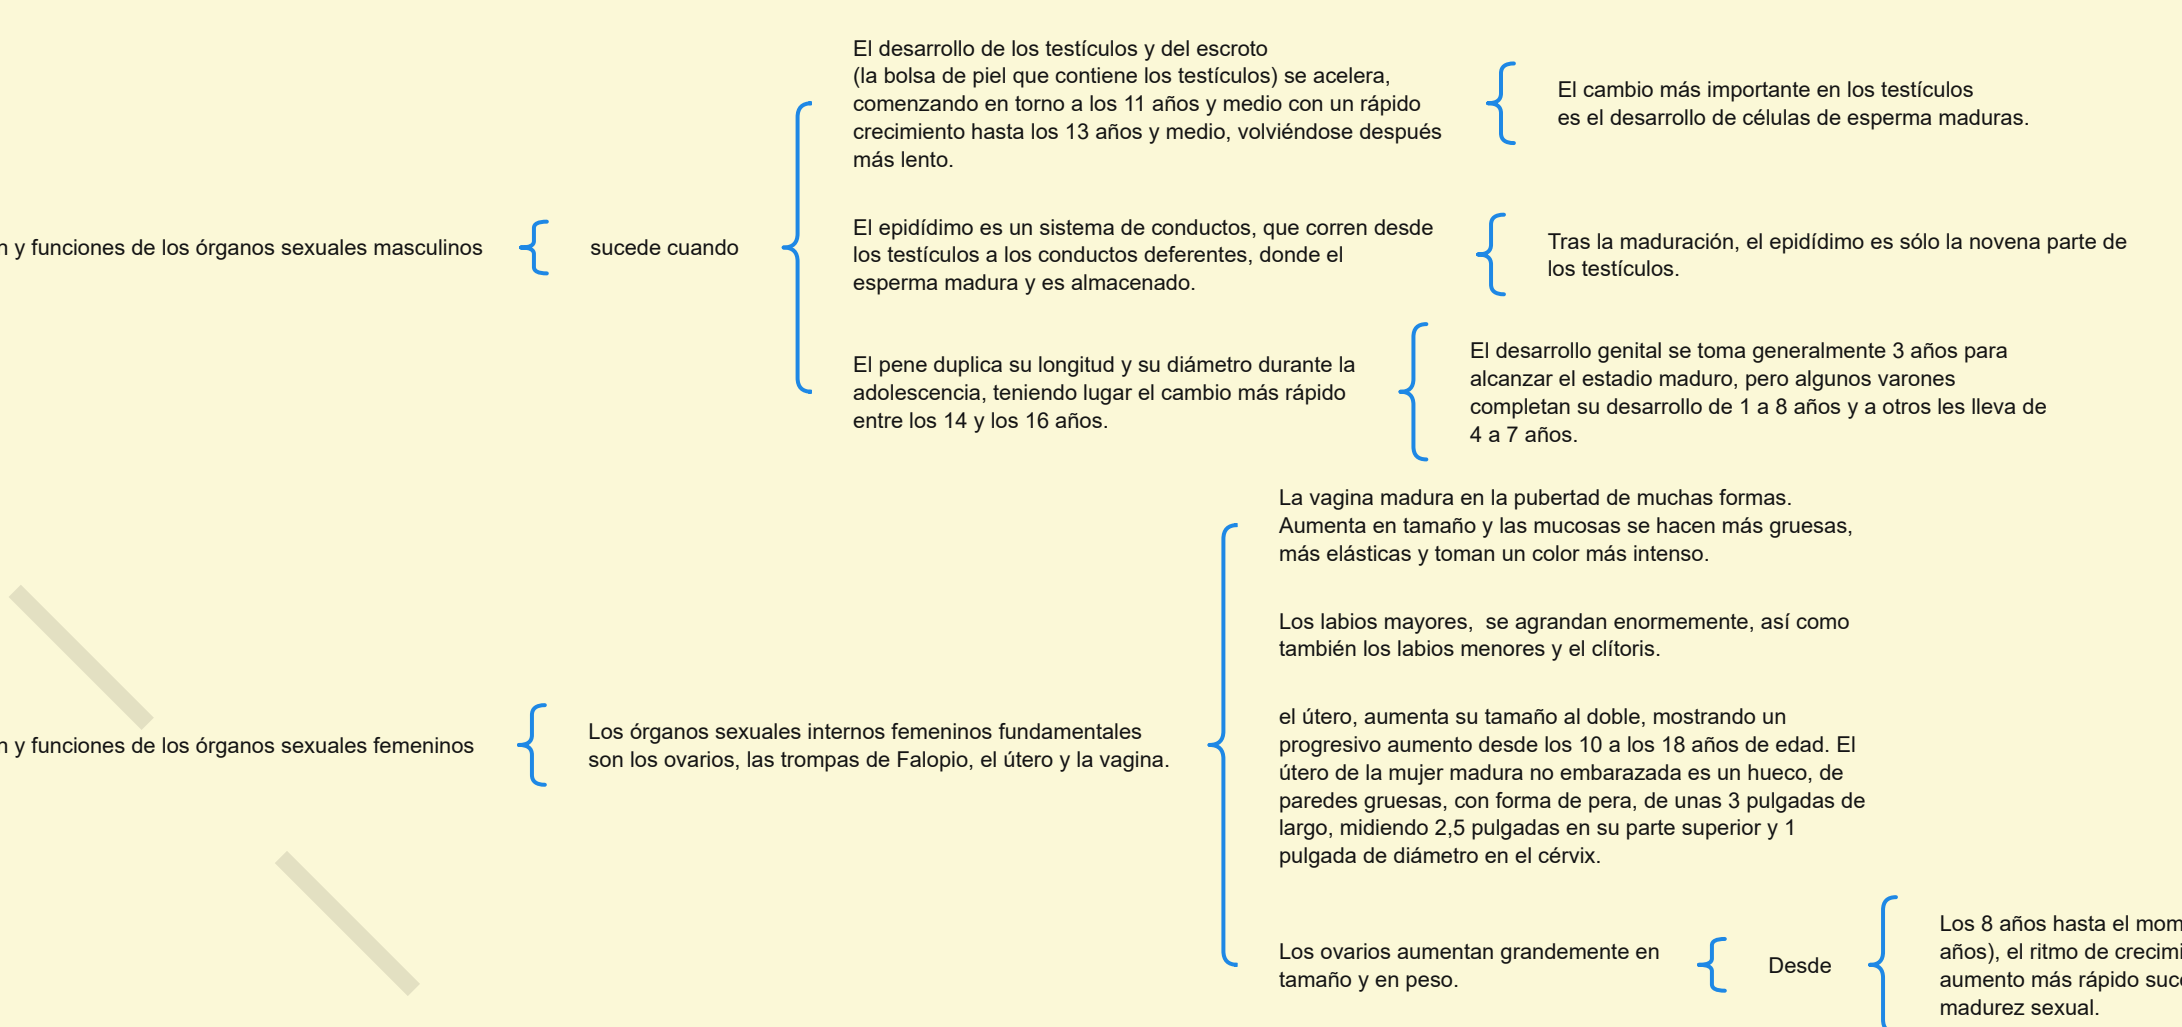 y funciones de los órganos sexuales masculinos
sucede cuando
El desarrollo de los testículos y del escroto
(la bolsa de piel que contiene los testículos) se acelera,
comenzando en torno a los 11 años y medio con un rápido
crecimiento hasta los 13 años y medio, volviéndose después
más lento.
El cambio más importante en los testículos
es el desarrollo de células de esperma maduras.
El epidídimo es un sistema de conductos, que corren desde
los testículos a los conductos deferentes, donde el
esperma madura y es almacenado.
Tras la maduración, el epidídimo es sólo la novena parte de
los testículos.
El pene duplica su longitud y su diámetro durante la
adolescencia, teniendo lugar el cambio más rápido
entre los 14 y los 16 años.
El desarrollo genital se toma generalmente 3 años para
alcanzar el estadio maduro, pero algunos varones
completan su desarrollo de 1 a 8 años y a otros les lleva de
4 a 7 años.
y funciones de los órganos sexuales femeninos
Los órganos sexuales internos femeninos fundamentales
son los ovarios, las trompas de Falopio, el útero y la vagina.
La vagina madura en la pubertad de muchas formas.
Aumenta en tamaño y las mucosas se hacen más gruesas,
más elásticas y toman un color más intenso.
Los labios mayores, se agrandan enormemente, así como
también los labios menores y el clítoris.
el útero, aumenta su tamaño al doble, mostrando un
progresivo aumento desde los 10 a los 18 años de edad. El
útero de la mujer madura no embarazada es un hueco, de
paredes gruesas, con forma de pera, de unas 3 pulgadas de
largo, midiendo 2,5 pulgadas en su parte superior y 1
pulgada de diámetro en el cérvix.
Los ovarios aumentan grandemente en
tamaño y en peso.
Desde
Los 8 años hasta el mom
años), el ritmo de crecimi
aumento más rápido suc
madurez sexual.